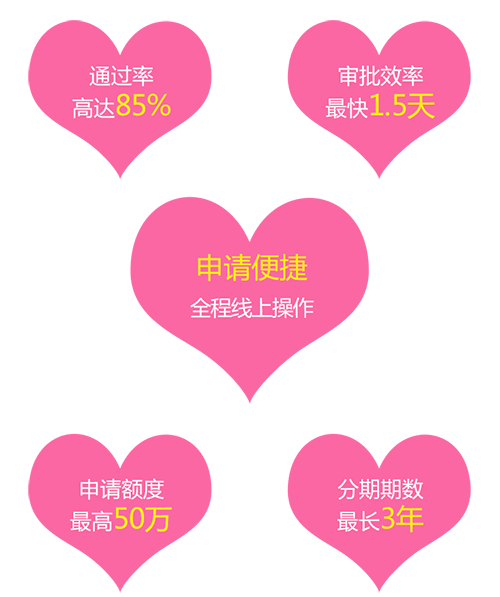 通过率
高达85%
审批效率
最快1.5天
申请便捷
全程线上操作
申请额度
最高50万
分期期数
最长3年